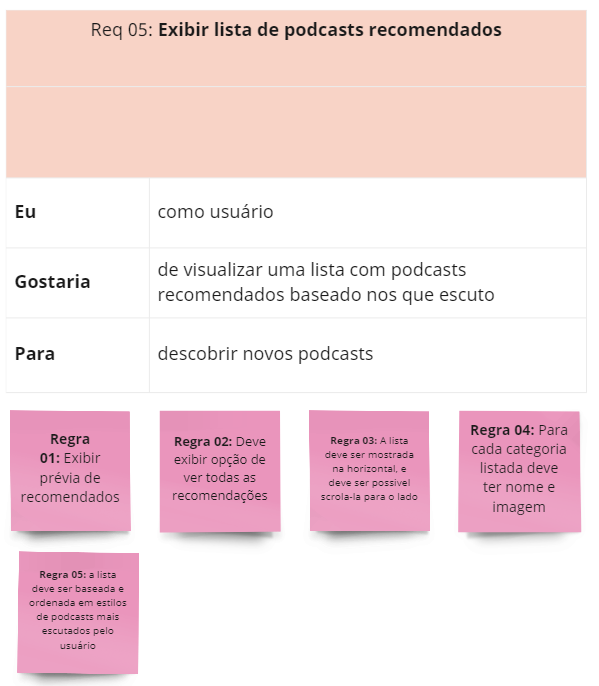 Req 05: Exibir lista de podcasts recomendados
Eu
como usuário
Gostaria
de visualizar uma lista com podcasts
recomendados baseado nos que escuto
Para
descobrir novos podcasts
Regra
01: Exibir
prévia de
recomendados
Regra 02: Deve
exibir opção de
ver todas as
recomendações
Regra 03: A lista
deve ser mostrada
na horizontal, e
deve ser possivel
scrola-la para o lado
Regra 04: Para
cada categoria
listada deve
ter nome e
imagem
Regra 05: a lista
deve ser baseada e
ordenada em estilos
de podcasts mais
escutados pelo
usuário